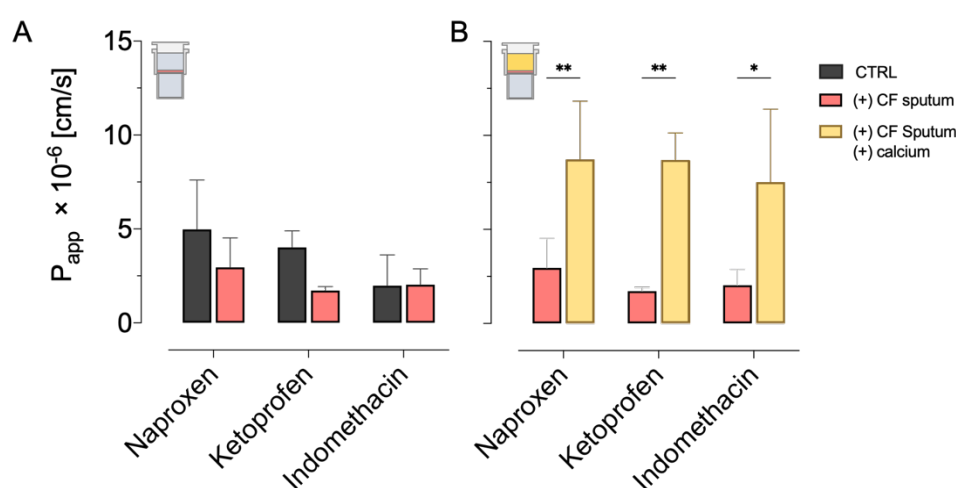 A
B
15
10
5
0
P_app × 10^-6 [cm/s]
**
**
*
CTRL
(+) CF sputum
(+) CF Sputum
(+) calcium
Naproxen
Ketoprofen
Indomethacin
Naproxen
Ketoprofen
Indomethacin